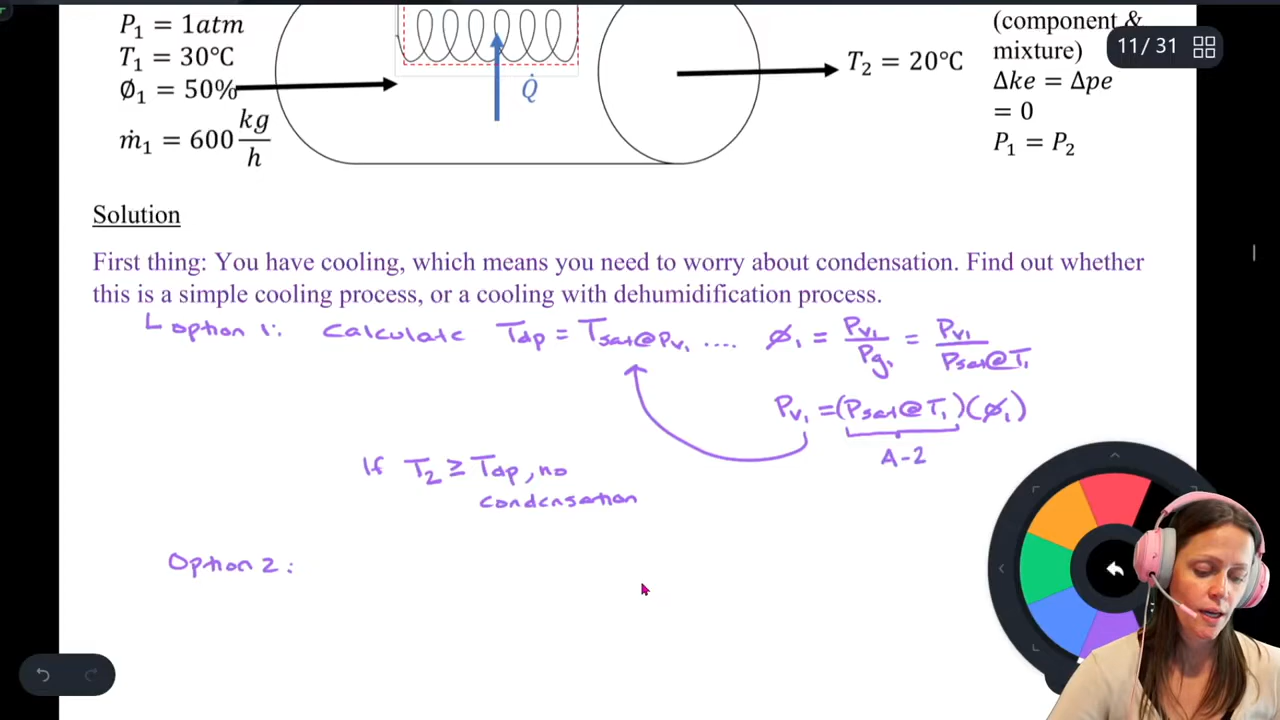 P₁ = 1atm
T₁ = 30°C
Ø₁ = 50%
ṁ₁ = 600 kg/h
Q̇
T₂ = 20°C
(component &
mixture)
Δke = Δpe
= 0
P₁ = P₂
11/31
Solution
First thing: You have cooling, which means you need to worry about condensation. Find out whether
this is a simple cooling process, or a cooling with dehumidification process.
option 1: Calculate Tdp = Tsat@Pv₁ .... Ø₁ = Pv₁/Pg₁ = Pv₁/Psat@T₁
Pv₁ = (Psat@T₁)(Ø₁)
A-2
If T₂ ≥ Tdp, no
condensation
Option 2: